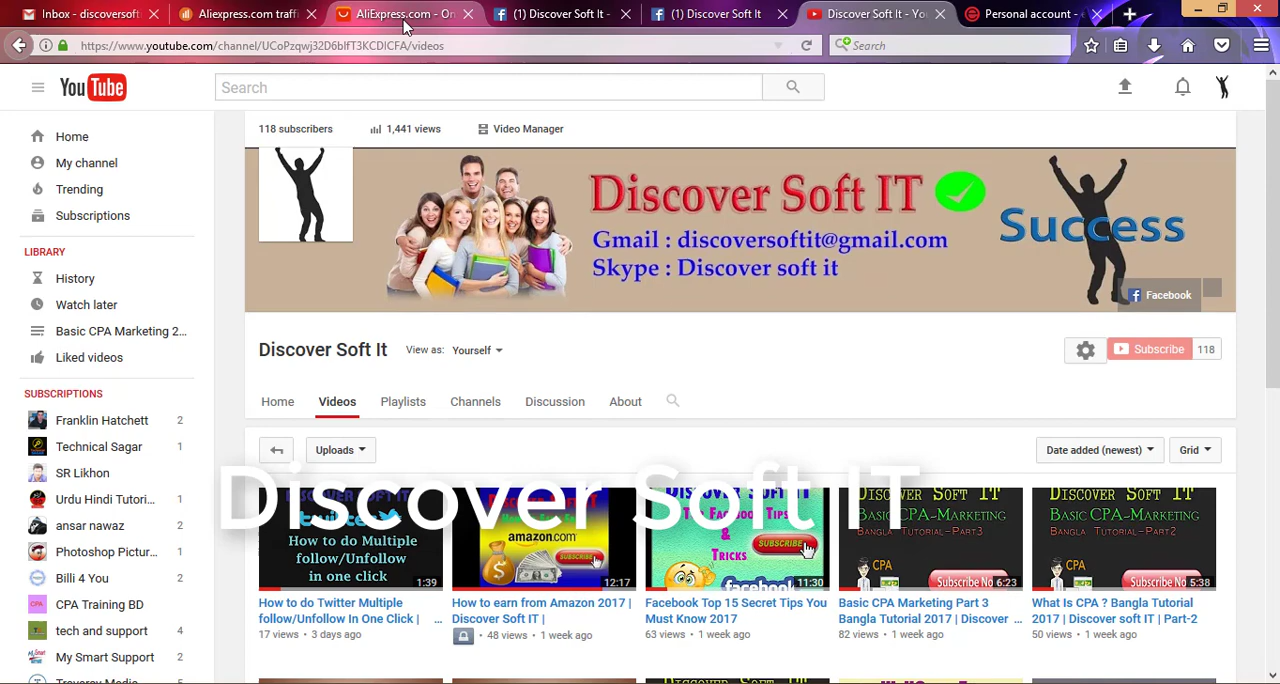 Inbox - discoversoft
Aliexpress.com traffi
AliExpress.com - On
(1) Discover Soft It -
(1) Discover Soft It
Discover Soft It - Yo
Personal account -
https://www.youtube.com/channel/UCoPzqwj32D6blfT3KCDlCFA/videos
Search
YouTube
Search
118 subscribers
1,441 views
Video Manager
Home
My channel
Trending
Subscriptions
LIBRARY
History
Watch later
Basic CPA Marketing 2...
Liked videos
SUBSCRIPTIONS
Franklin Hatchett 2
Technical Sagar 1
SR Likhon
Urdu Hindi Tutori... 1
ansar nawaz 2
Photoshop Pictur... 1
Billi 4 You 2
CPA Training BD
tech and support 4
My Smart Support 2
Discover Soft IT
Gmail : discoversoftit@gmail.com
Skype : Discover soft it
Success
Facebook
Discover Soft It
View as: Yourself
Subscribe 118
Home Videos Playlists Channels Discussion About
Uploads
Date added (newest)
Grid
Discover Soft IT
How to do Multiple
follow/Unfollow
in one click
1:39
amazon.com
SUBSCRIBE
12:17
Top Facebook Tips
&
Tricks
SUBSCRIBE
facebook
11:30
Discover Soft IT
Basic CPA-Marketing
Bangla Tutorial-Part3
CPA
Subscribe No
6:23
Discover Soft IT
Basic CPA-Marketing
Bangla Tutorial-Part2
CPA
Subscribe No
5:38
How to do Twitter Multiple
follow/Unfollow In One Click | ...
17 views • 3 days ago
How to earn from Amazon 2017 |
Discover Soft IT |
48 views • 1 week ago
Facebook Top 15 Secret Tips You
Must Know 2017
63 views • 1 week ago
Basic CPA Marketing Part 3
Bangla Tutorial 2017 | Discover ...
82 views • 1 week ago
What Is CPA ? Bangla Tutorial
2017 | Discover soft IT | Part-2
50 views • 1 week ago